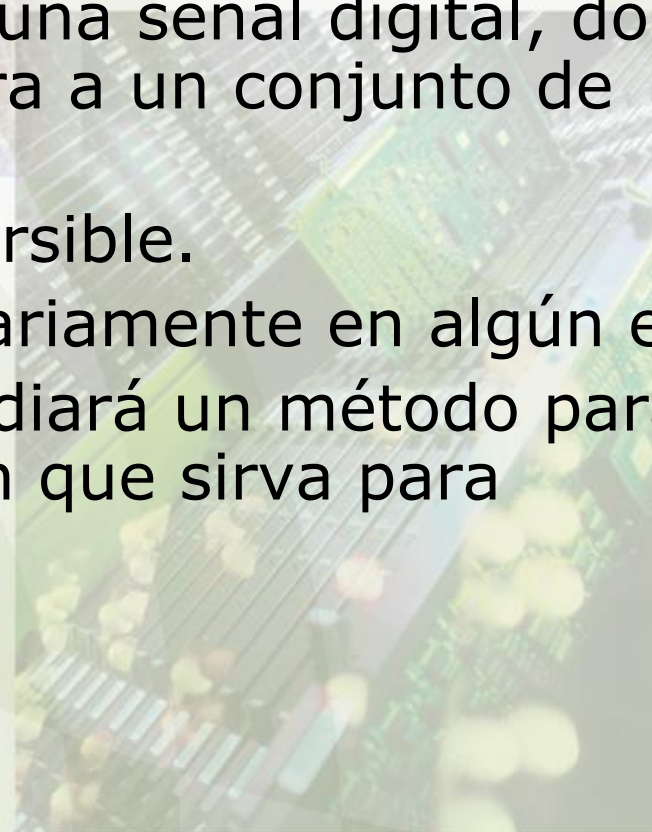 una señal digital, do
ra a un conjunto de
rsible.
ariamente en algún e
diará un método par
n que sirva para